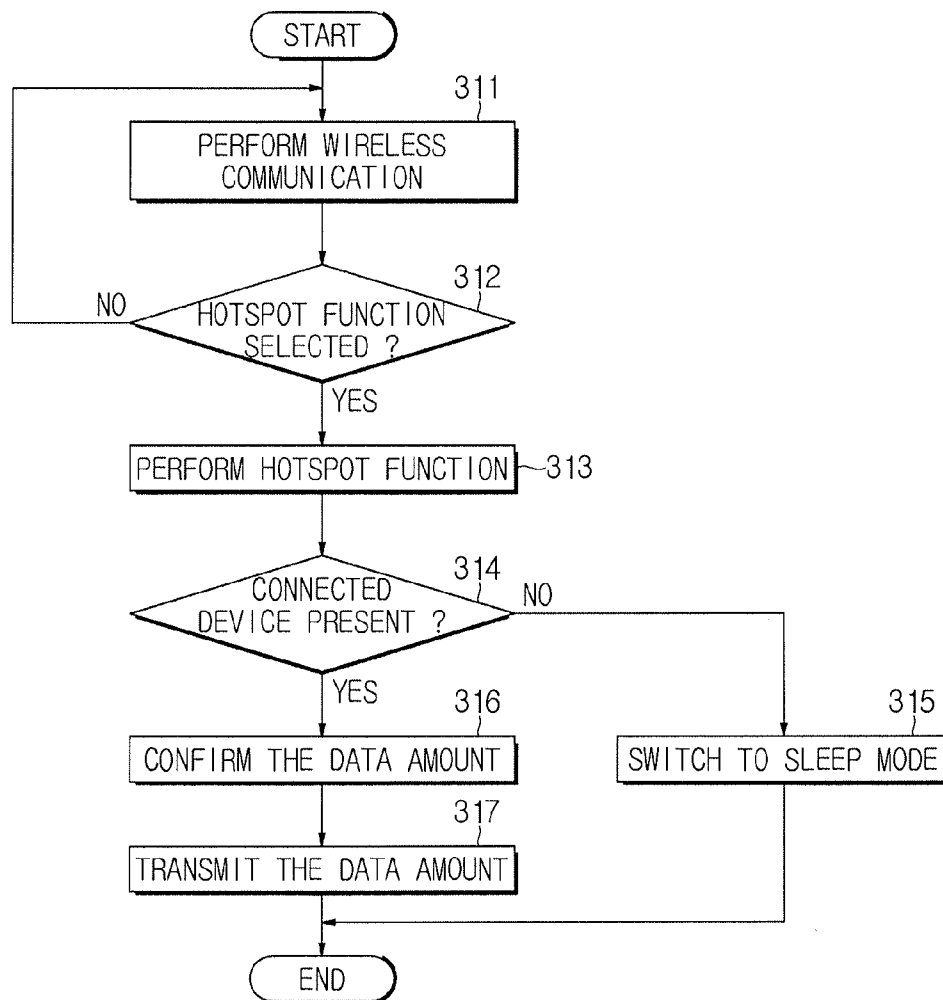 START
311
PERFORM WIRELESS
COMMUNICATION
312
NO
HOTSPOT FUNCTION
SELECTED ?
YES
PERFORM HOTSPOT FUNCTION
313
314
CONNECTED
DEVICE PRESENT ?
NO
YES
316
315
CONFIRM THE DATA AMOUNT
SWITCH TO SLEEP MODE
317
TRANSMIT THE DATA AMOUNT
END